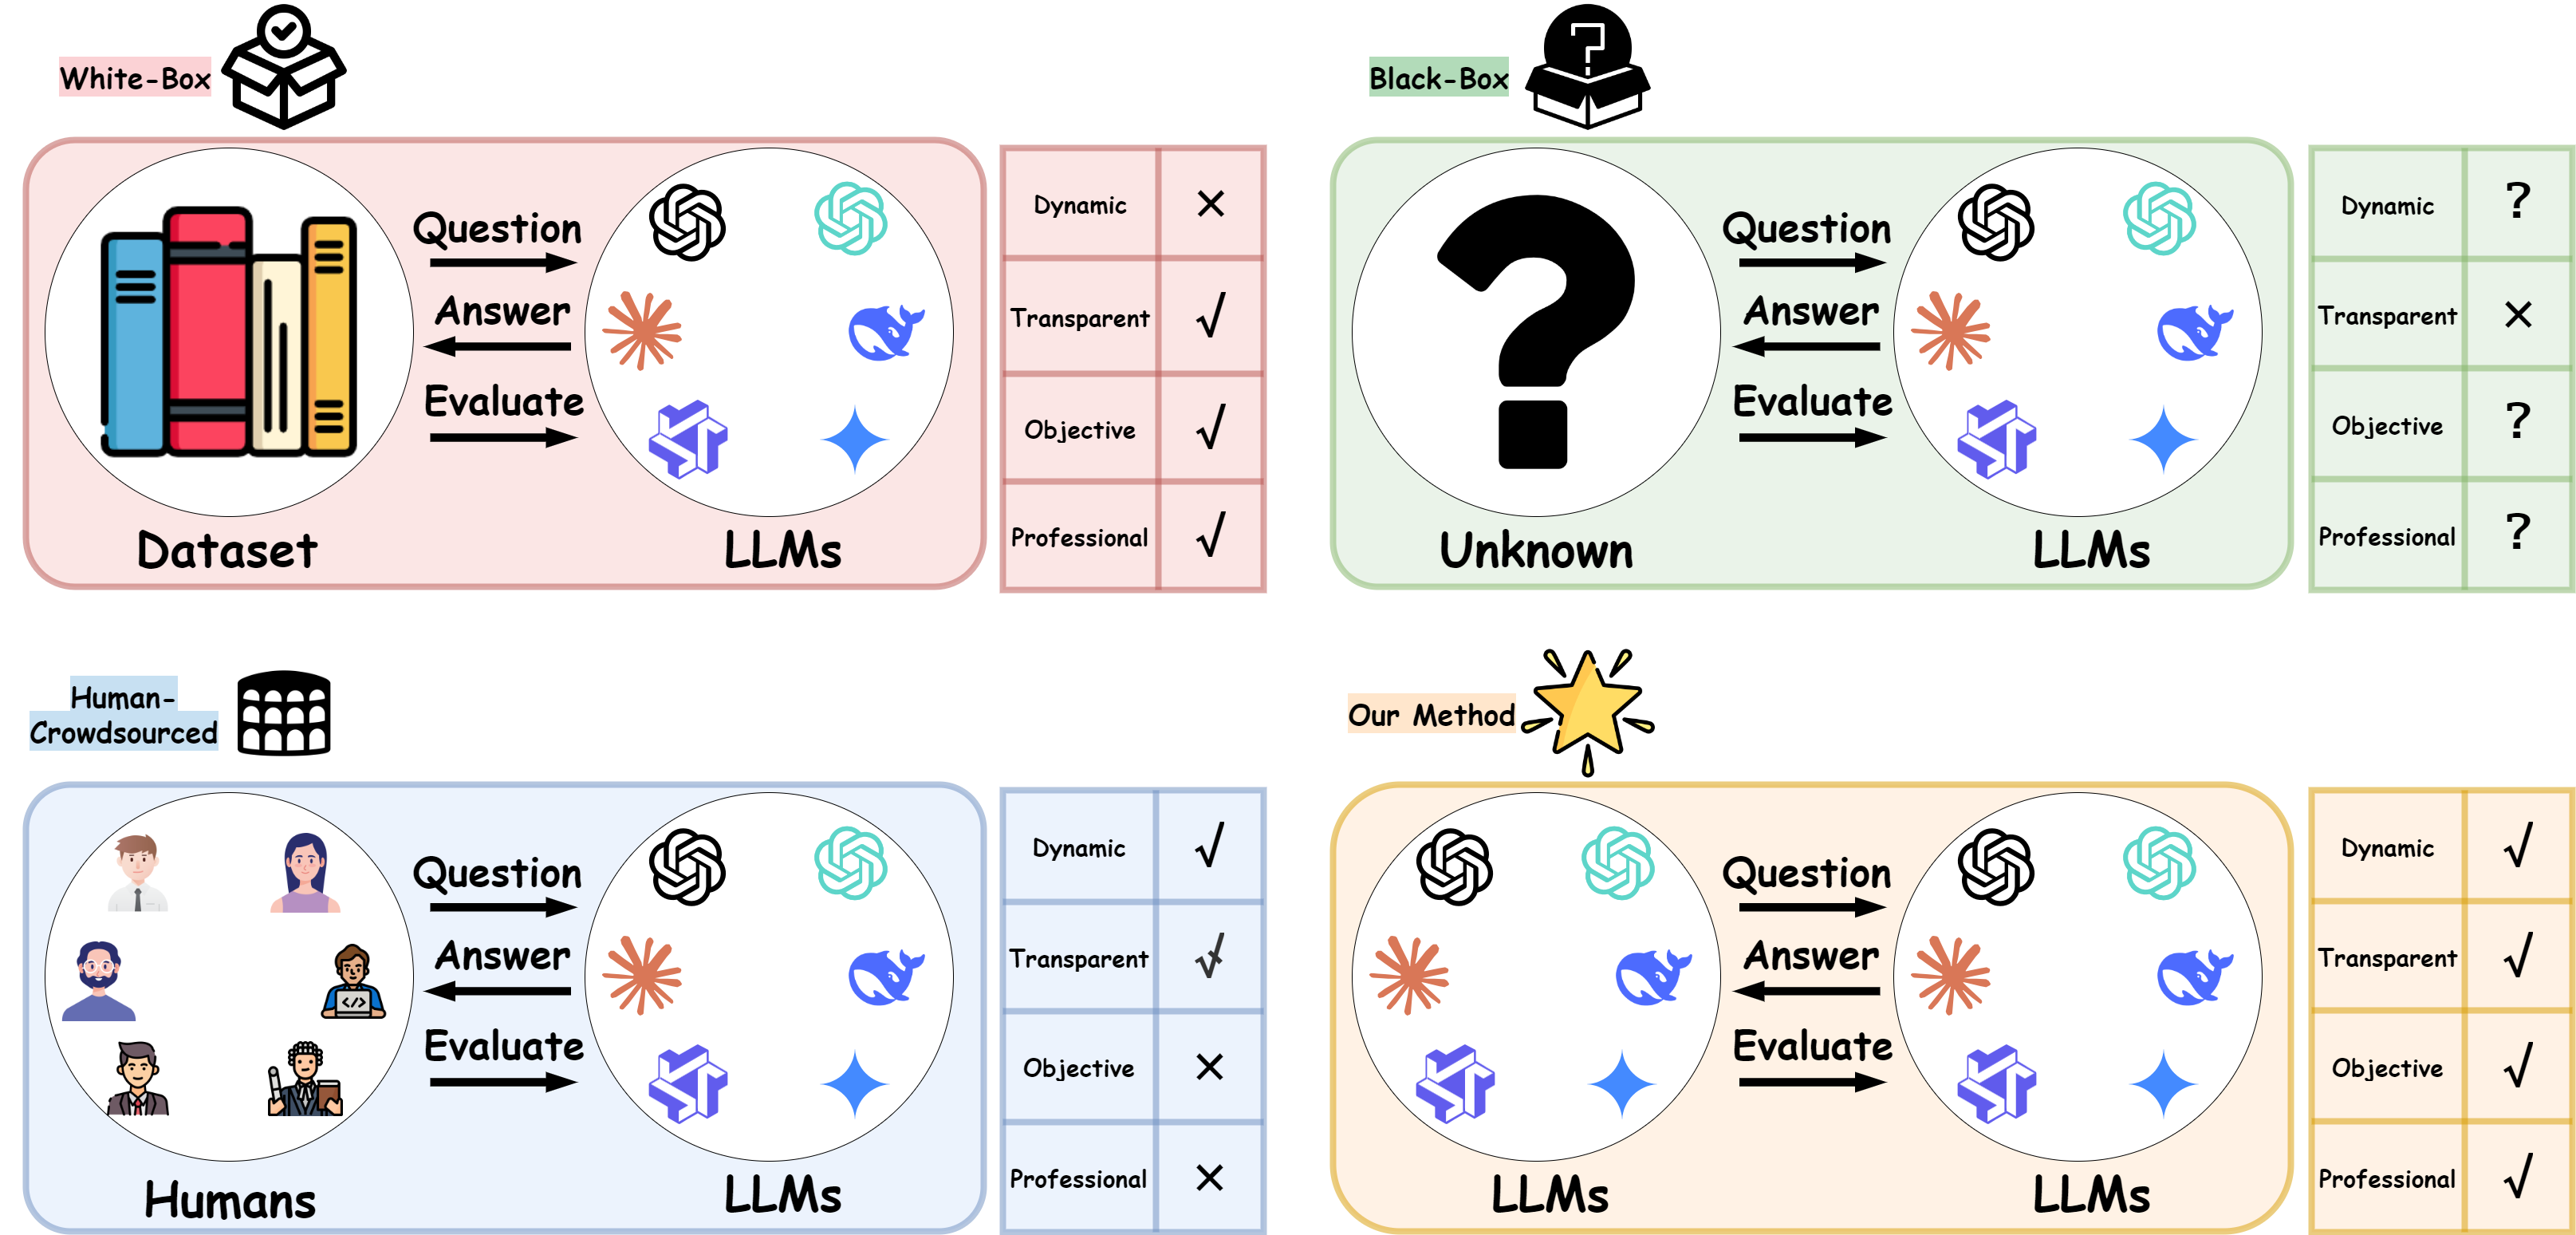 White-Box
Question
Answer
Evaluate
Dataset
LLMs
Dynamic ×
Transparent √
Objective √
Professional √
Black-Box
?
?
Question
Answer
Evaluate
Unknown
LLMs
Dynamic ?
Transparent ×
Objective ?
Professional ?
Human-
Crowdsourced
Question
Answer
Evaluate
</>
Humans
LLMs
Dynamic √
Transparent √×
Objective ×
Professional ×
Our Method
Question
Answer
Evaluate
LLMs
LLMs
Dynamic √
Transparent √
Objective √
Professional √